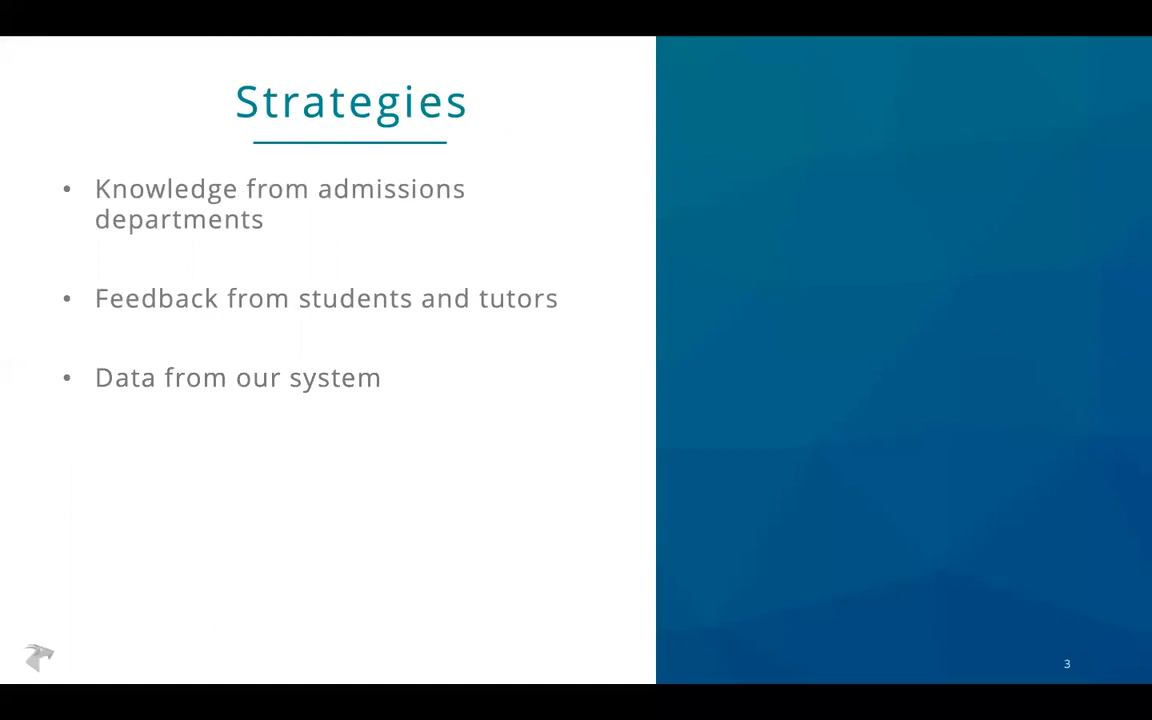 Strategies
• Knowledge from admissions
departments
• Feedback from students and tutors
• Data from our system
3